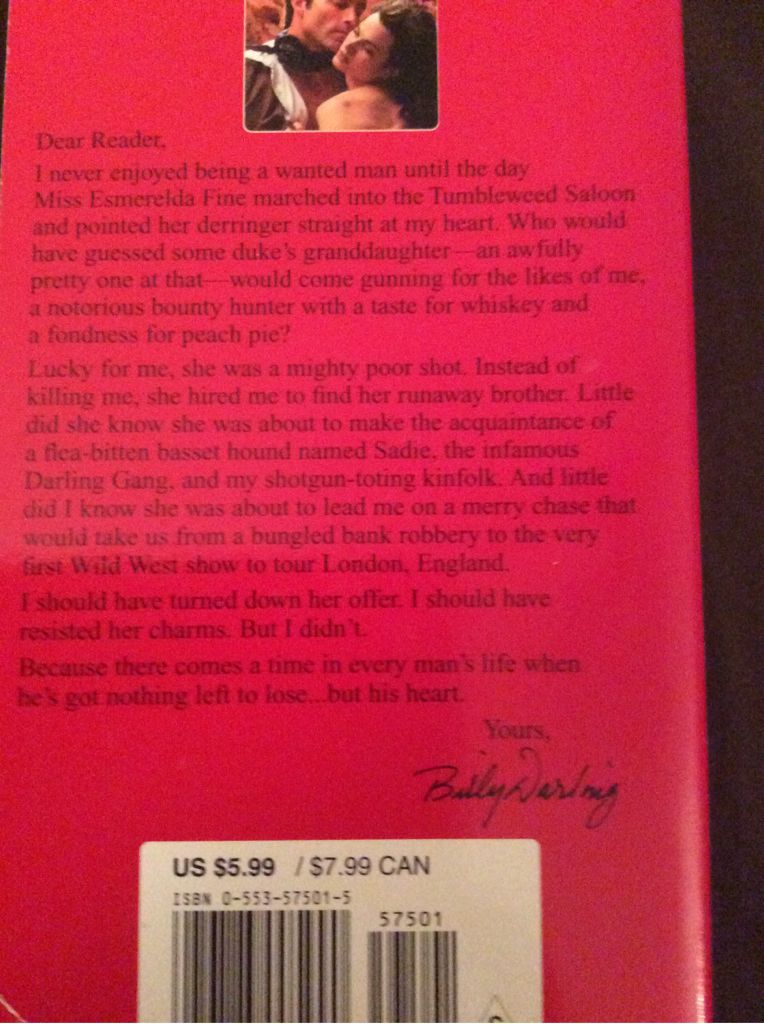 Dear Reader,
I never enjoyed being a wanted man until the day
Miss Esmerelda Fine marched into the Tumbleweed Saloon
and pointed her derringer straight at my heart. Who would
have guessed some duke's granddaughter—an awfully
pretty one at that—would come gunning for the likes of me,
a notorious bounty hunter with a taste for whiskey and
a fondness for peach pie?
Lucky for me, she was a mighty poor shot. Instead of
killing me, she hired me to find her runaway brother. Little
did she know she was about to make the acquaintance of
a flea-bitten basset hound named Sadie, the infamous
Darling Gang, and my shotgun-toting kinfolk. And little
did I know she was about to lead me on a merry chase that
would take us from a bungled bank robbery to the very
first Wild West show to tour London, England.
I should have turned down her offer. I should have
resisted her charms. But I didn't.
Because there comes a time in every man's life when
he's got nothing left to lose...but his heart.
Yours,
Billy Darling
US $5.99 / $7.99 CAN
ISBN 0-553-57501-5
57501
S